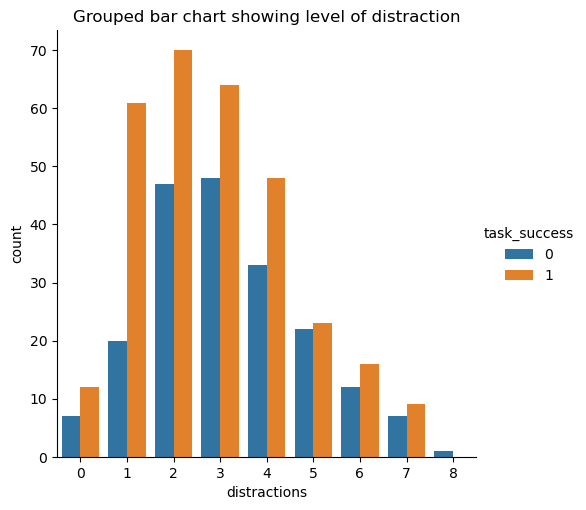 Grouped bar chart showing level of distraction
70
60
50
40
30
20
10
0
count
0 1 2 3 4 5 6 7 8
distractions
task_success
0
1